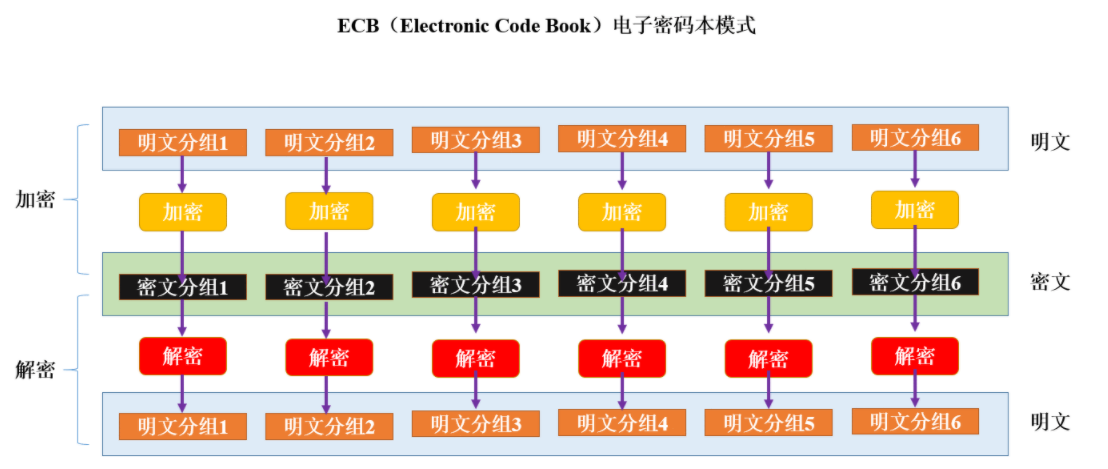 ECB（Electronic Code Book）电子密码本模式
明文分组1 明文分组2 明文分组3 明文分组4 明文分组5 明文分组6 明文
加密
加密 加密 加密 加密 加密 加密
密文分组1 密文分组2 密文分组3 密文分组4 密文分组5 密文分组6 密文
解密
解密 解密 解密 解密 解密 解密
明文分组1 明文分组2 明文分组3 明文分组4 明文分组5 明文分组6 明文